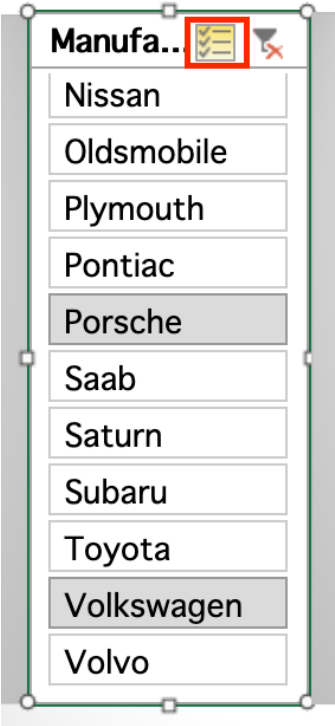 Manufa...
Nissan
Oldsmobile
Plymouth
Pontiac
Porsche
Saab
Saturn
Subaru
Toyota
Volkswagen
Volvo